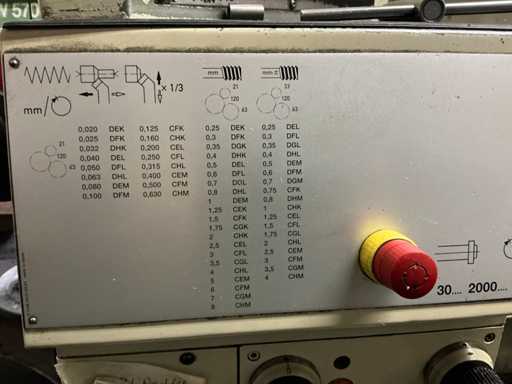 V 570
× 1/3
mm/
21
120
63
0,020 DEK 0,125 CFK
0,025 DFK 0,160 CHK
0,032 DHK 0,200 CEL
0,040 DEL 0,250 CFL
0,050 DFL 0,315 CHL
0,063 DHL 0,400 CEM
0,080 DEM 0,500 CFM
0,100 DFM 0,630 CHM
mm
21
120
63
0,25 DEK
0,3 DFK
0,35 DGK
0,4 DHK
0,5 DEL
0,6 DFL
0,7 DGL
0,8 DHL
1 DEM
1,25 CEK
1,5 CFK
1,75 CGK
2 CHK
2,5 CEL
3 CFL
3,5 CGL
4 CHL
5 CEM
6 CFM
7 CGM
8 CHM
mm
33
120
63
0,25 DEL
0,3 DFL
0,35 DGL
0,4 DHL
0,5 DEM
0,6 DFM
0,7 DGM
0,75 CFK
0,8 DHM
1 CHK
1,25 CEL
1,5 CFL
1,75 CGL
2 CHL
2,5 CEM
3 CFM
3,5 CGM
4 CHM
30.... 2000....